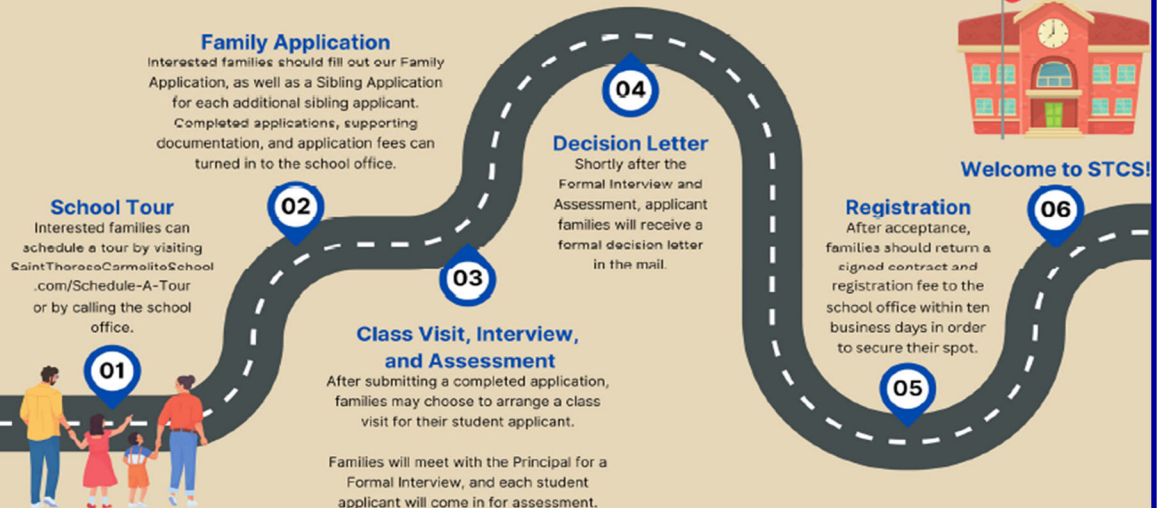 01
School Tour
Interested families can
schedule a tour by visiting
SaintThereseCarmeliteSchool
.com/Schedule-A-Tour
or by calling the school
office.
02
Family Application
Interested families should fill out our Family
Application, as well as a Sibling Application
for each additional sibling applicant.
Completed applications, supporting
documentation, and application fees can
turned in to the school office.
03
Class Visit, Interview,
and Assessment
After submitting a completed application,
families may choose to arrange a class
visit for their student applicant.
Families will meet with the Principal for a
Formal Interview, and each student
applicant will come in for assessment.
04
Decision Letter
Shortly after the
Formal Interview and
Assessment, applicant
families will receive a
formal decision letter
in the mail.
05
Registration
After acceptance,
families should return a
signed contract and
registration fee to the
school office within ten
business days in order
to secure their spot.
06
Welcome to STCS!